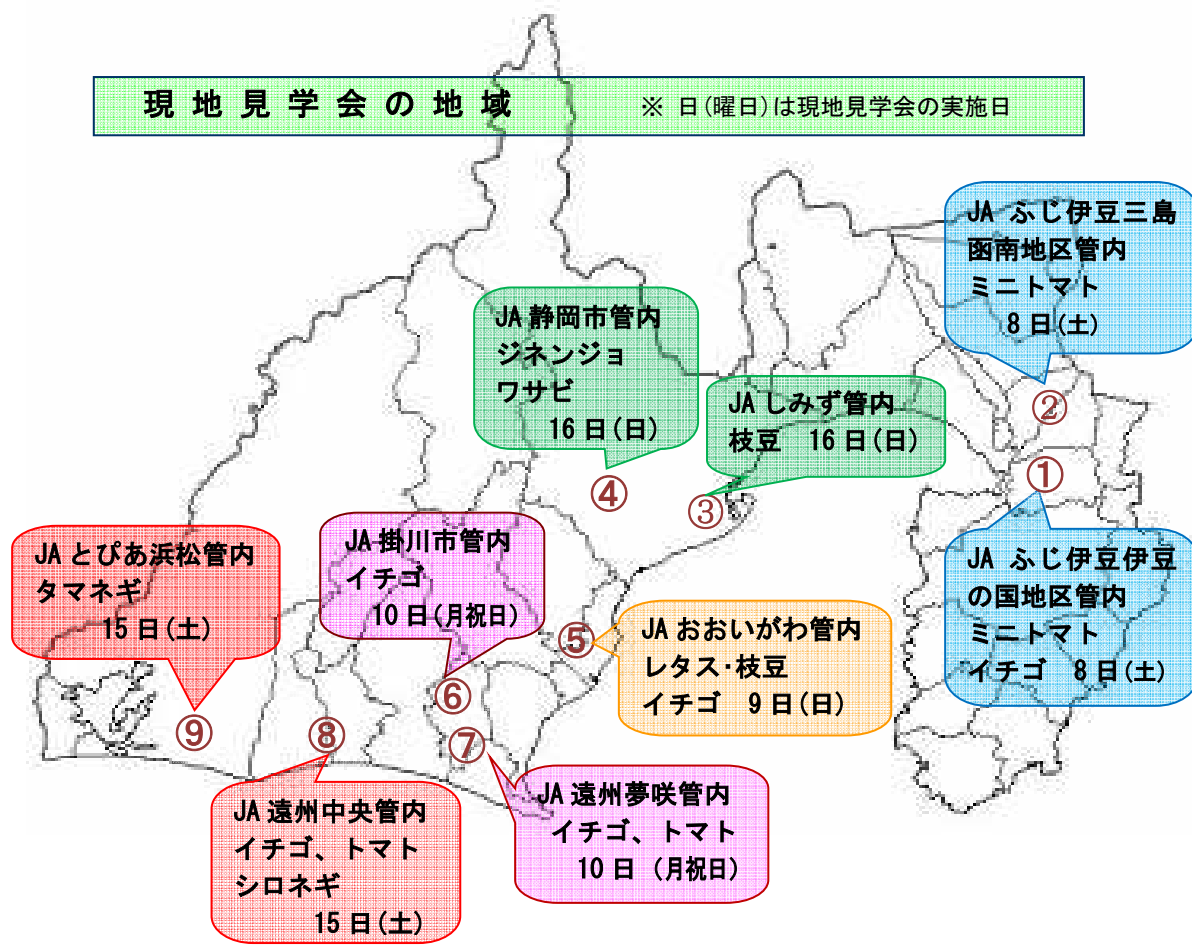 現地見学会の地域 ※ 日(曜日)は現地見学会の実施日
JA ふじ伊豆三島
函南地区管内
ミニトマト
8日(土)
②
JA 静岡市管内
ジネンジョ
ワサビ
16日(日)
④
JA しみず管内
枝豆 16日(日)
③
①
JA ふじ伊豆伊豆
の国地区管内
ミニトマト
イチゴ 8日(土)
JA とぴあ浜松管内
タマネギ
15日(土)
⑨
JA 掛川市管内
イチゴ
10日(月祝日)
⑥
⑤
JA おおいがわ管内
レタス・枝豆
イチゴ 9日(日)
⑧
JA 遠州中央管内
イチゴ、トマト
シロネギ
15日(土)
⑦
JA 遠州夢咲管内
イチゴ、トマト
10日 (月祝日)